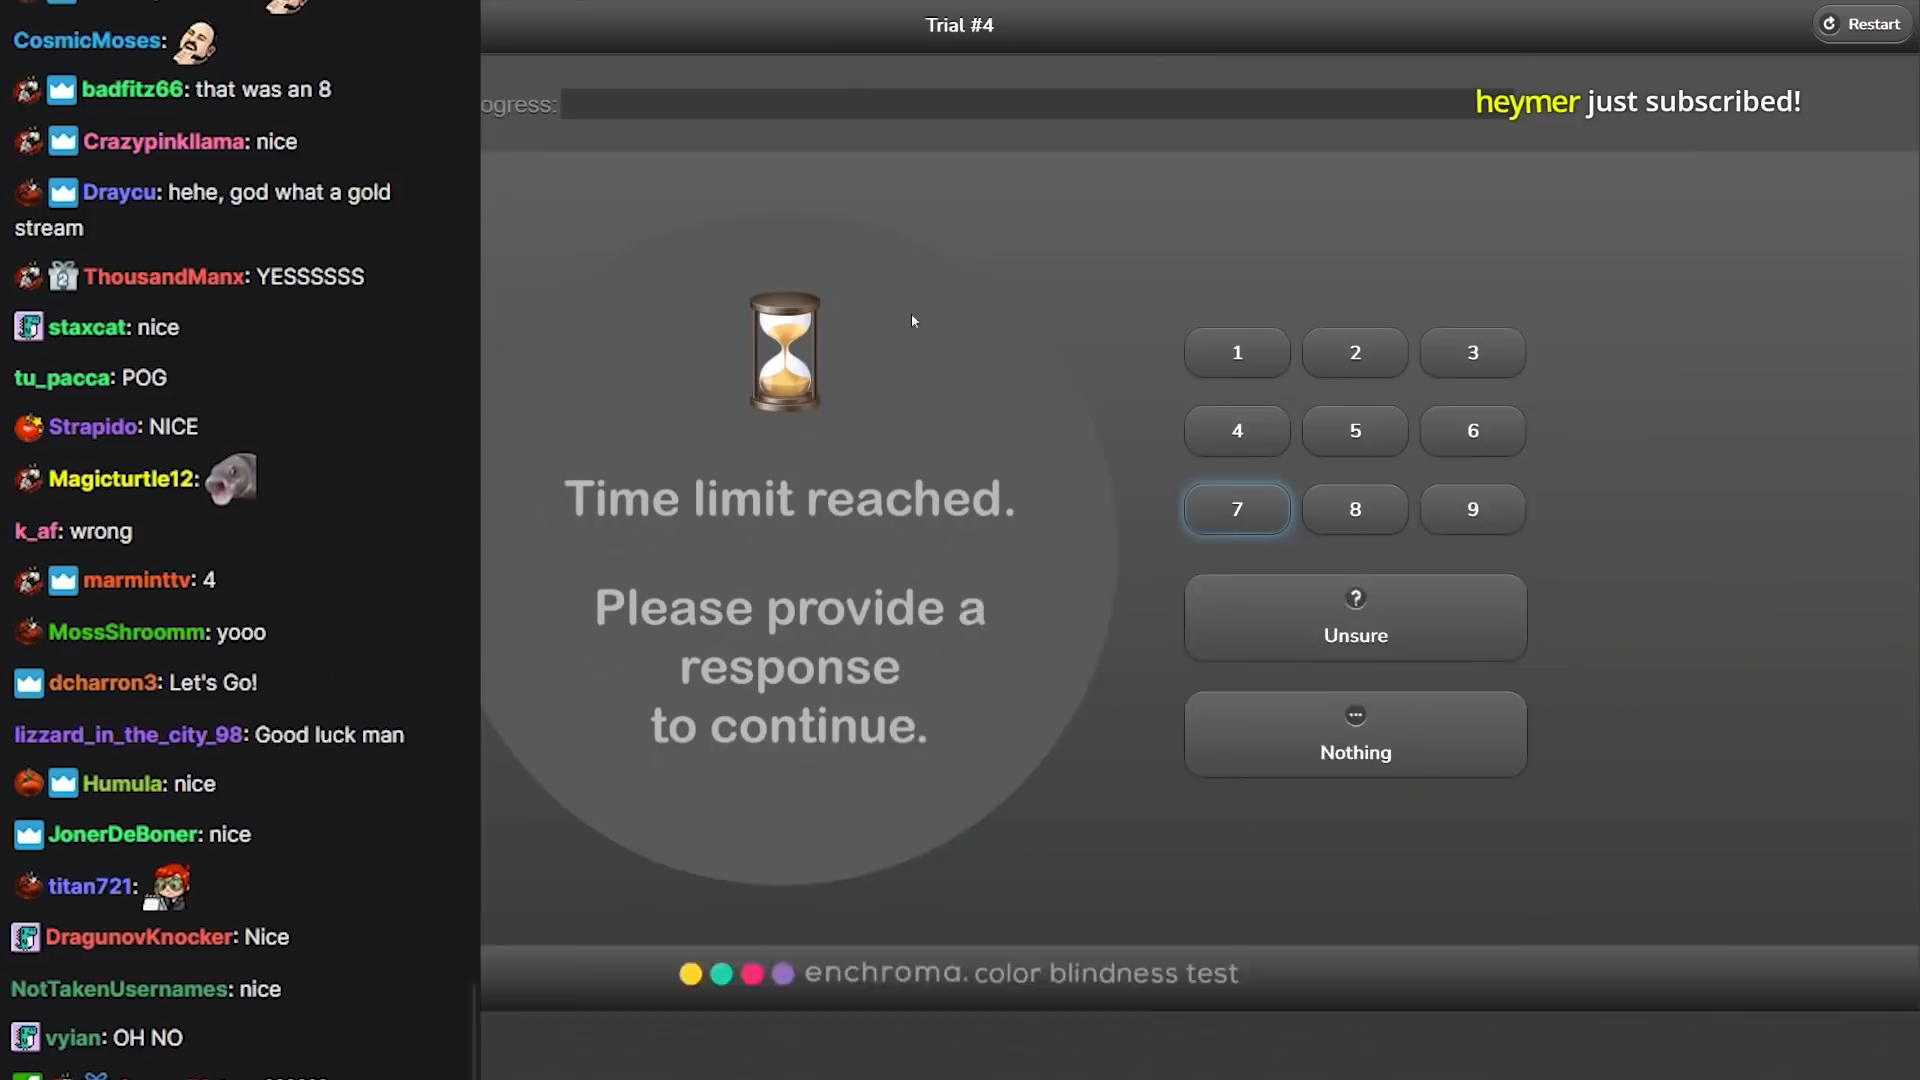 CosmicMoses:
badfitz66: that was an 8
Crazypinkllama: nice
Draycu: hehe, god what a gold
stream
2 ThousandManx: YESSSSSS
staxcat: nice
tu_pacca: POG
Strapido: NICE
Magicturtle12:
k_af: wrong
marminttv: 4
MossShroomm: yooo
dcharron3: Let's Go!
lizzard_in_the_city_98: Good luck man
Humula: nice
JonerDeBoner: nice
titan721:
DragunovKnocker: Nice
NotTakenUsernames: nice
vyian: OH NO
Trial #4
Restart
ogress:
heymer just subscribed!
Time limit reached.
Please provide a
response
to continue.
1 2 3
4 5 6
7 8 9
?
Unsure
Nothing
enchroma. color blindness test